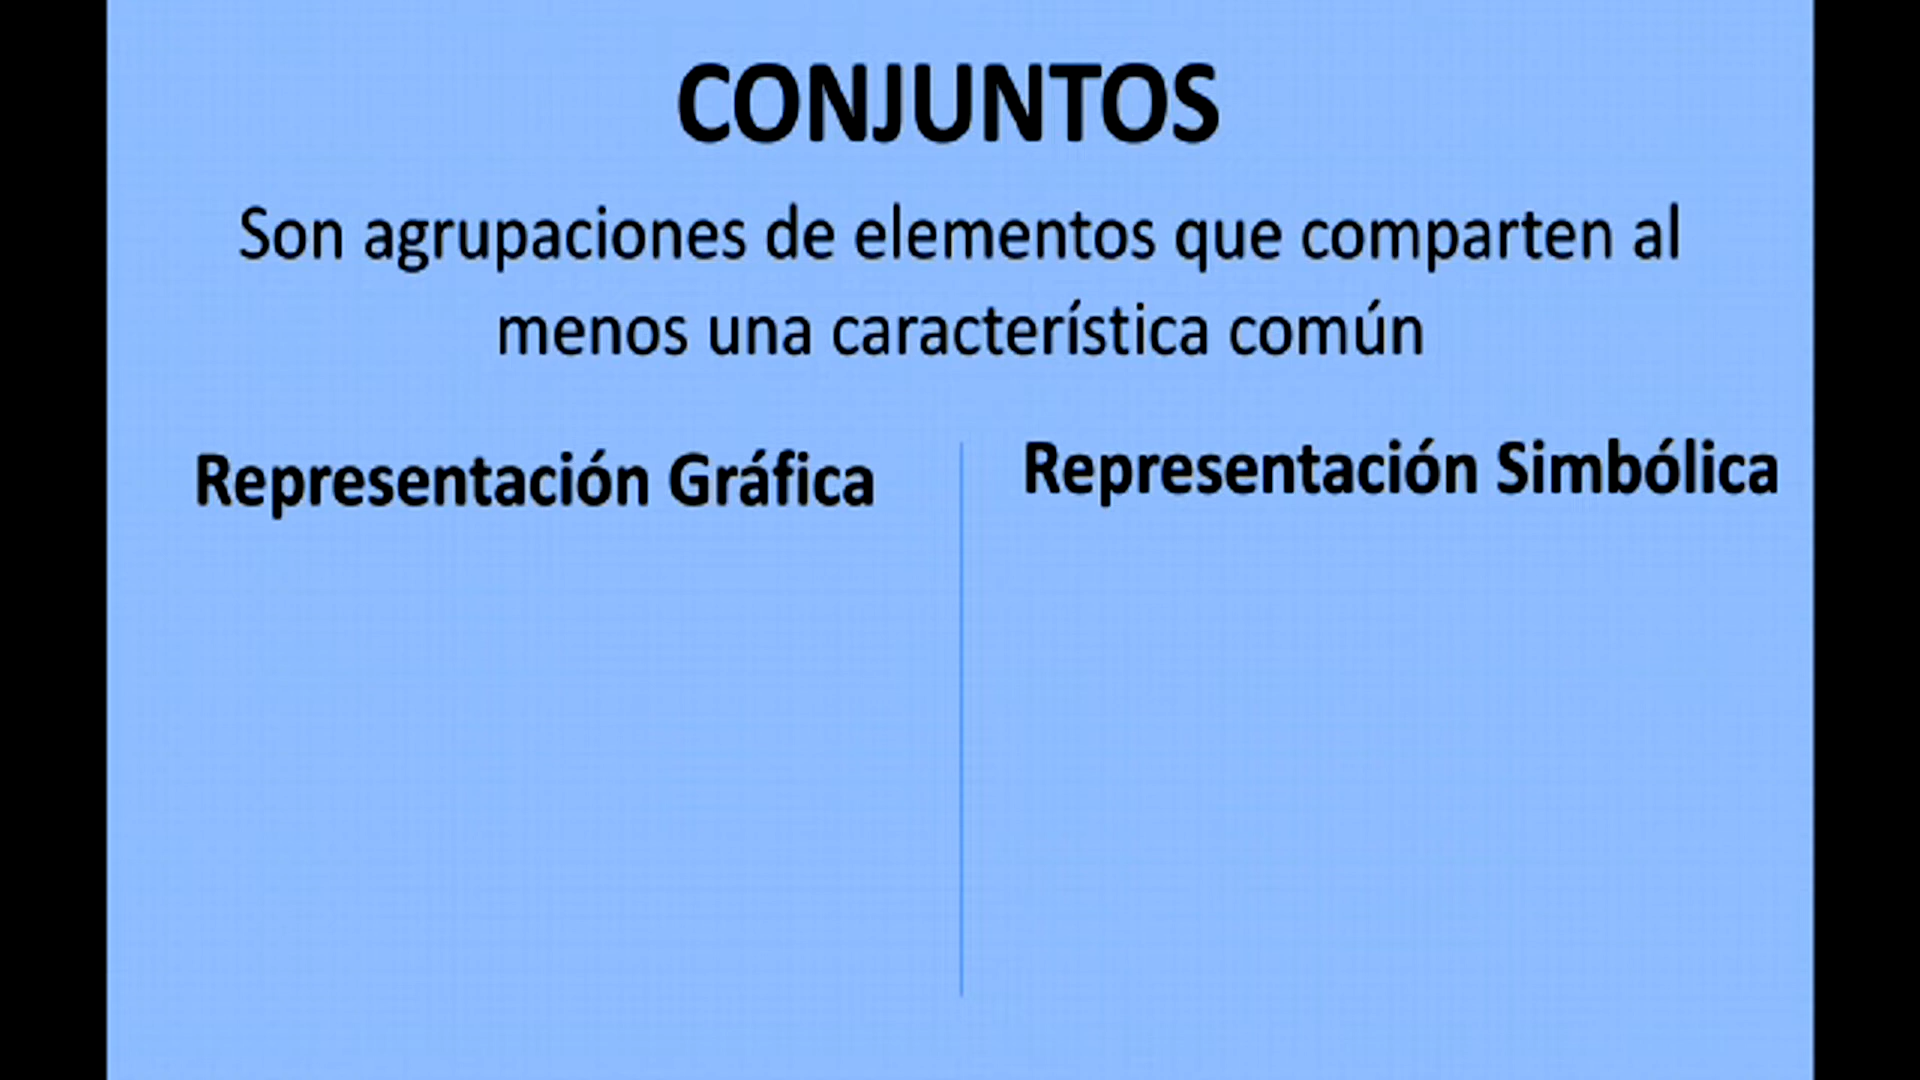 CONJUNTOS
Son agrupaciones de elementos que comparten al
menos una característica común
Representación Gráfica
Representación Simbólica